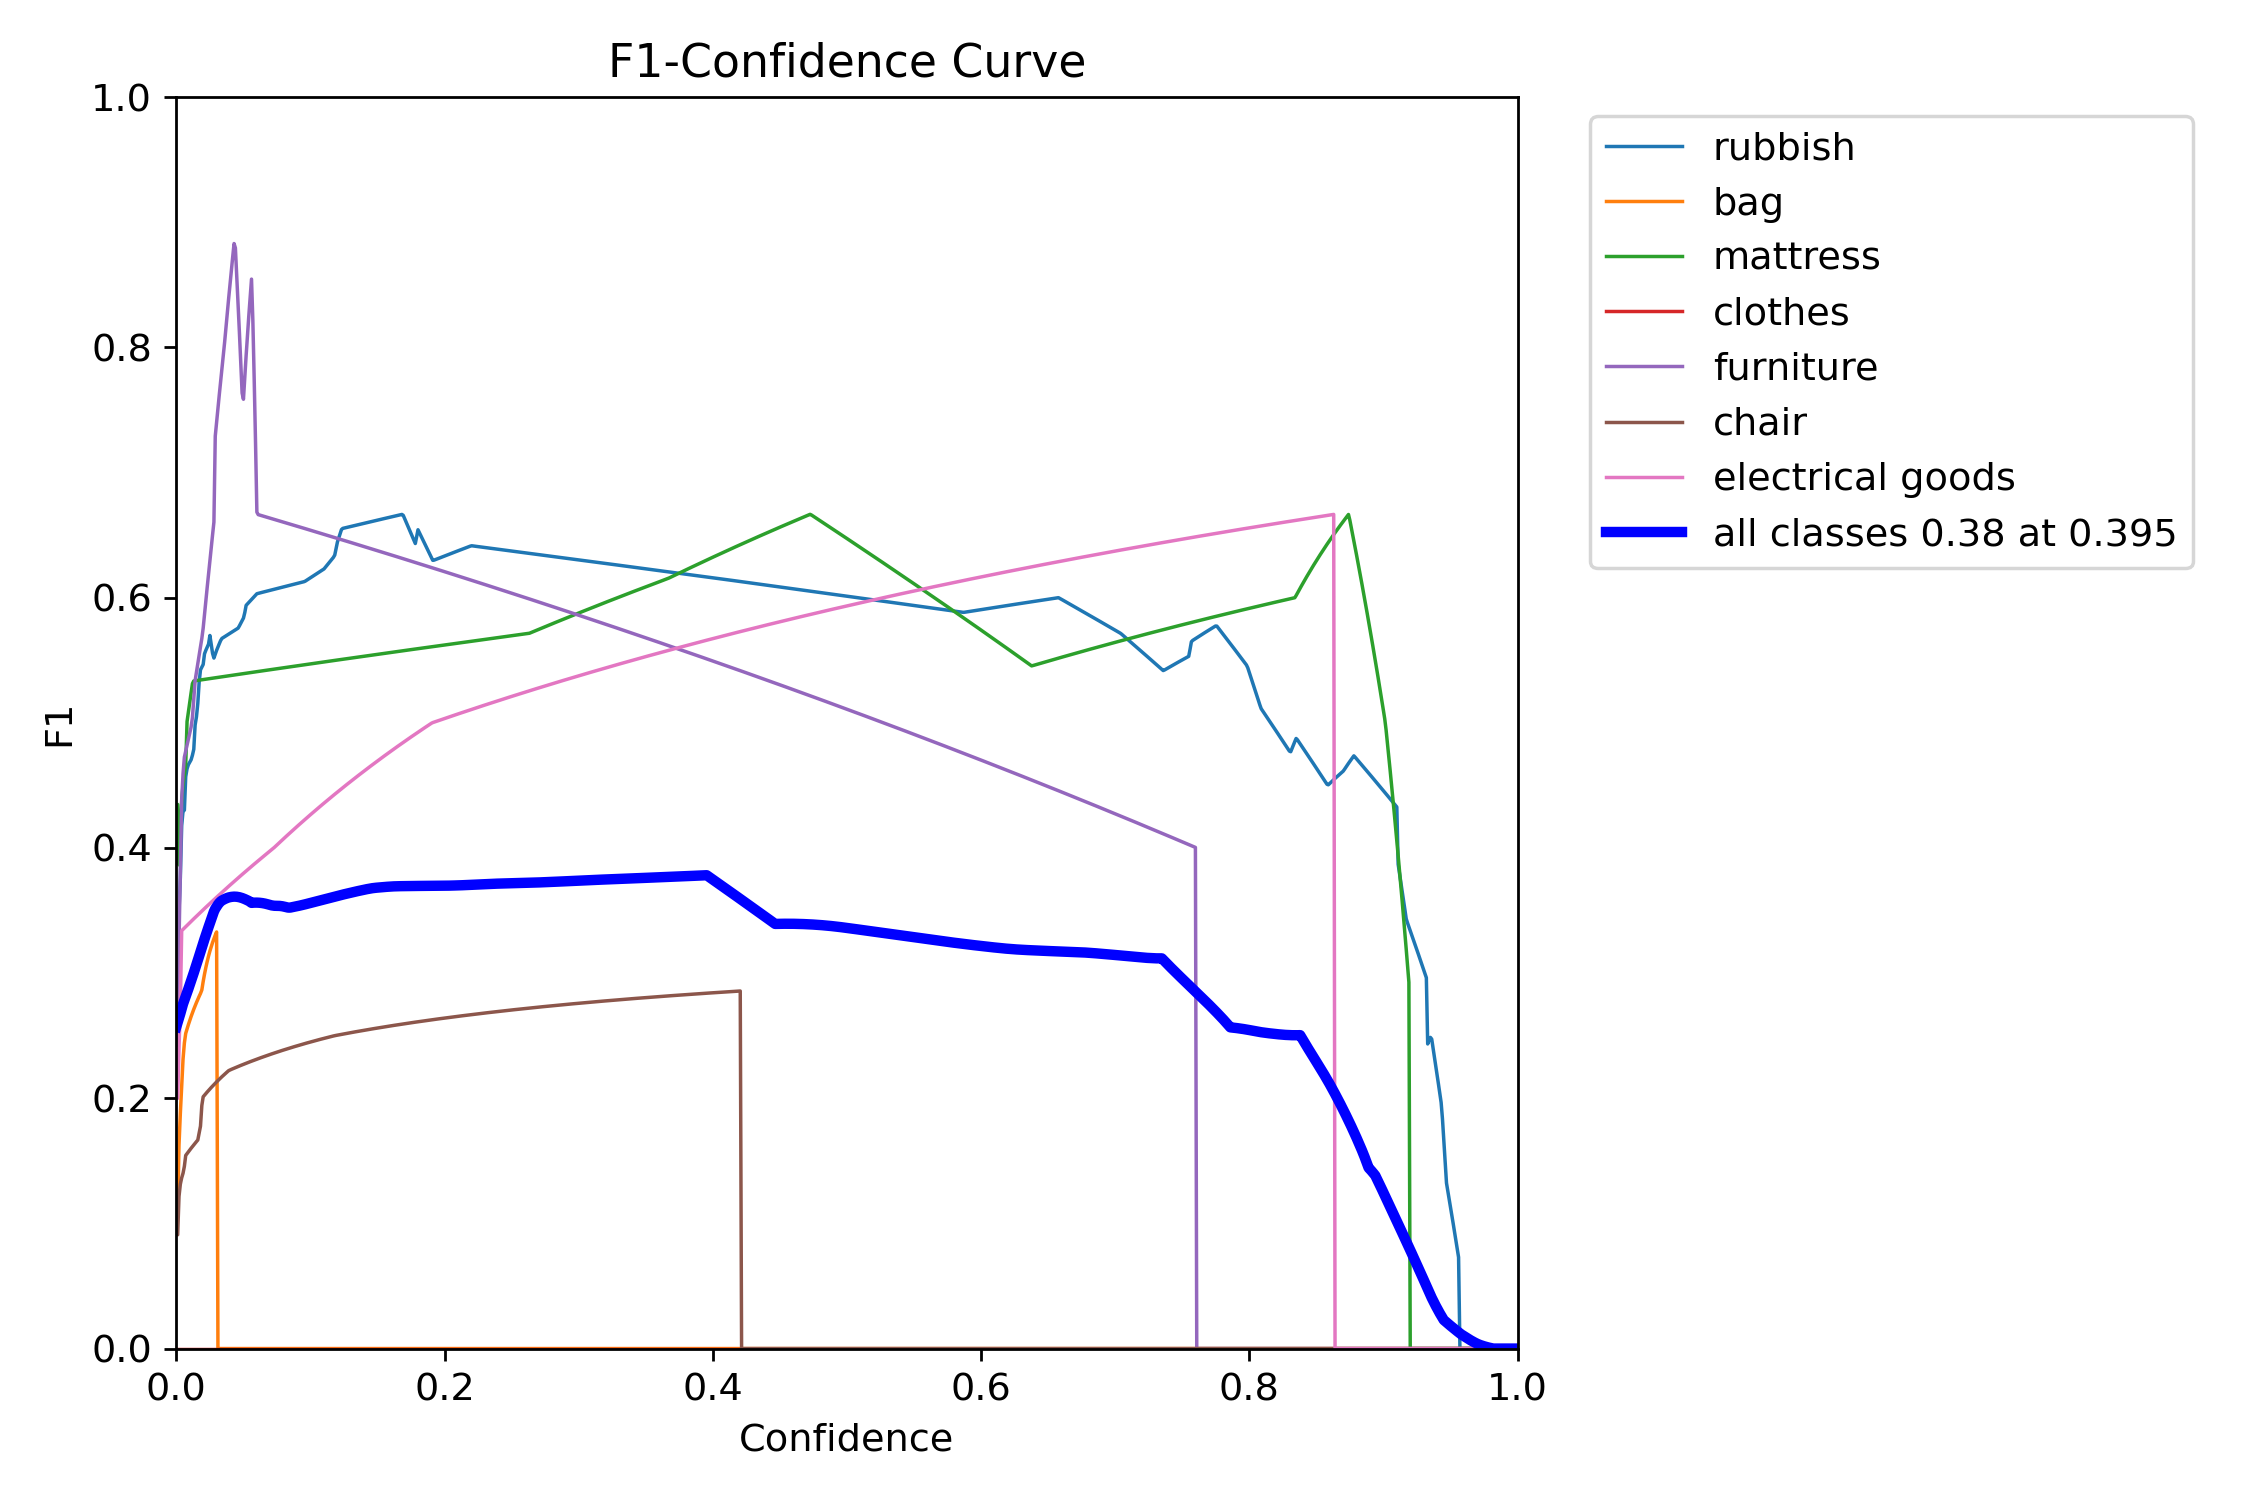 F1-Confidence Curve
1.0
0.8
0.6
0.4
0.2
0.0
F1
0.0 0.2 0.4 0.6 0.8 1.0
Confidence
rubbish
bag
mattress
clothes
furniture
chair
electrical goods
all classes 0.38 at 0.395